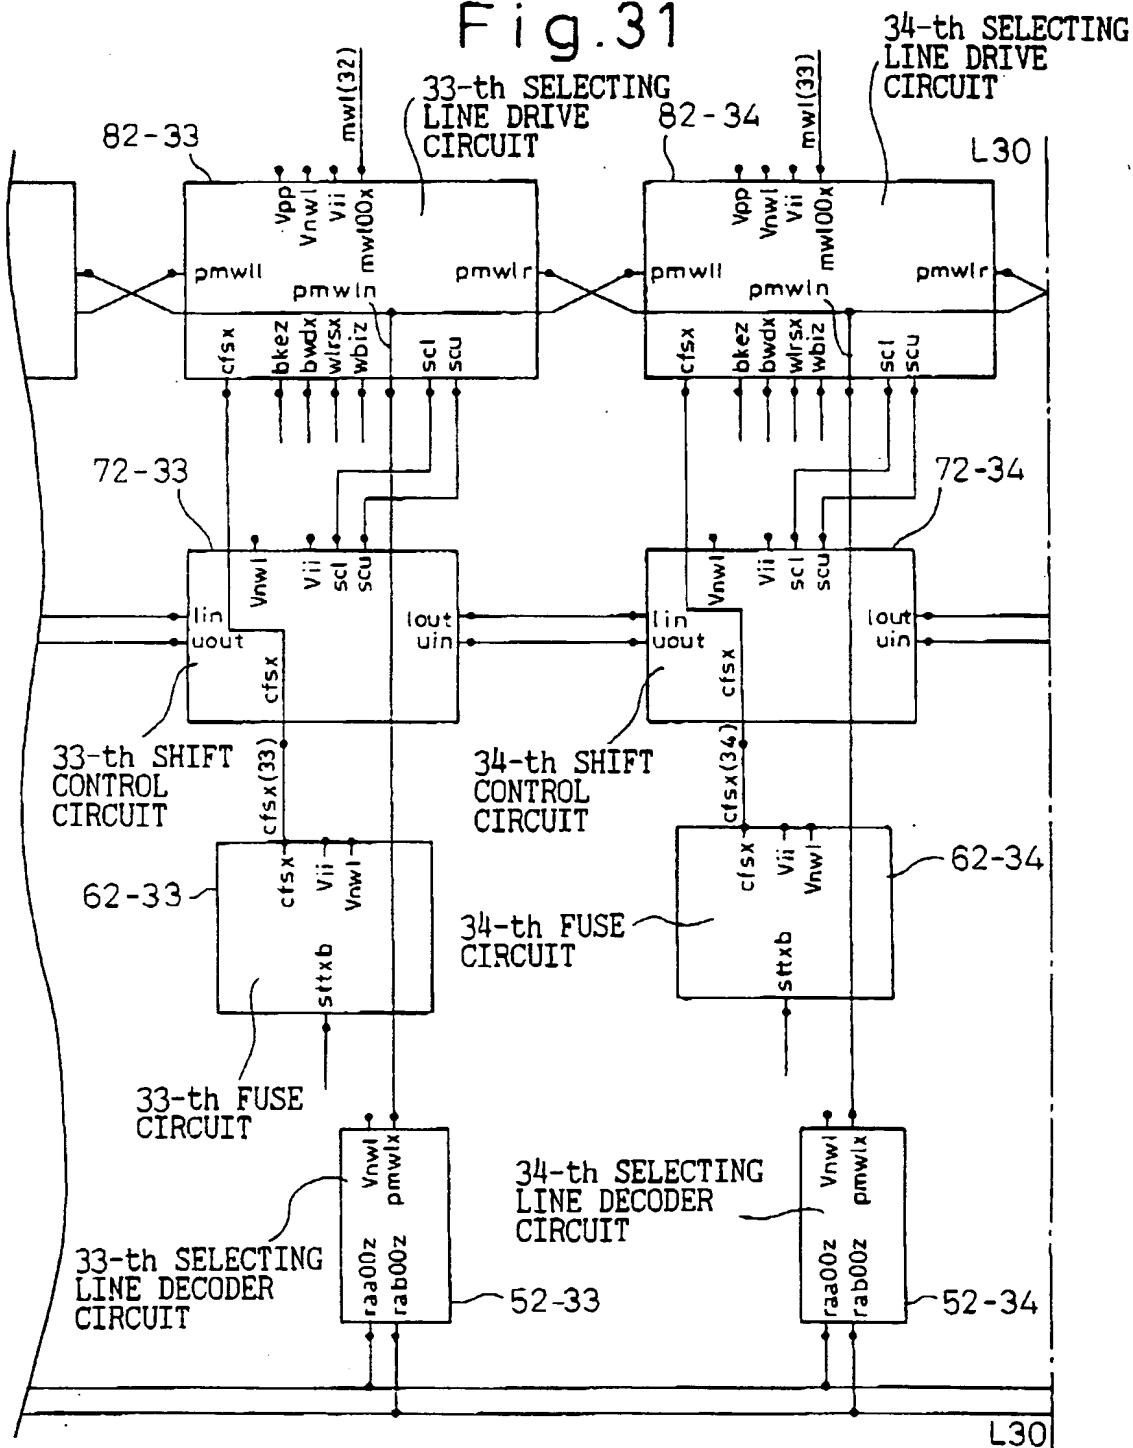 Fig.31
34-th SELECTING
LINE DRIVE
CIRCUIT
33-th SELECTING
LINE DRIVE
CIRCUIT
82-33
mwl(32)
82-34
mwl(33)
L30
Vpp
Vnwl
Vii
mwl00x
pmwll
pmwlr
pmwln
cfsx
bkez
bwdx
wlrsx
wbiz
scl
scu
Vpp
Vnwl
Vii
mwl00x
pmwll
pmwlr
pmwln
cfsx
bkez
bwdx
wlrsx
wbiz
scl
scu
72-33
72-34
Vnwl
Vii
scl
scu
lin
uout
lout
uin
cfsx
Vnwl
Vii
scl
scu
lin
uout
lout
uin
cfsx
33-th SHIFT
CONTROL
CIRCUIT
cfsx(33)
34-th SHIFT
CONTROL
CIRCUIT
cfsx(34)
62-33
cfsx
Vii
Vnwl
sttxb
cfsx
Vii
Vnwl
sttxb
62-34
34-th FUSE
CIRCUIT
33-th FUSE
CIRCUIT
Vnwl
pmwlx
raa00z
rab00z
34-th SELECTING
LINE DECODER
CIRCUIT
Vnwl
pmwlx
raa00z
rab00z
33-th SELECTING
LINE DECODER
CIRCUIT
52-33
52-34
L30